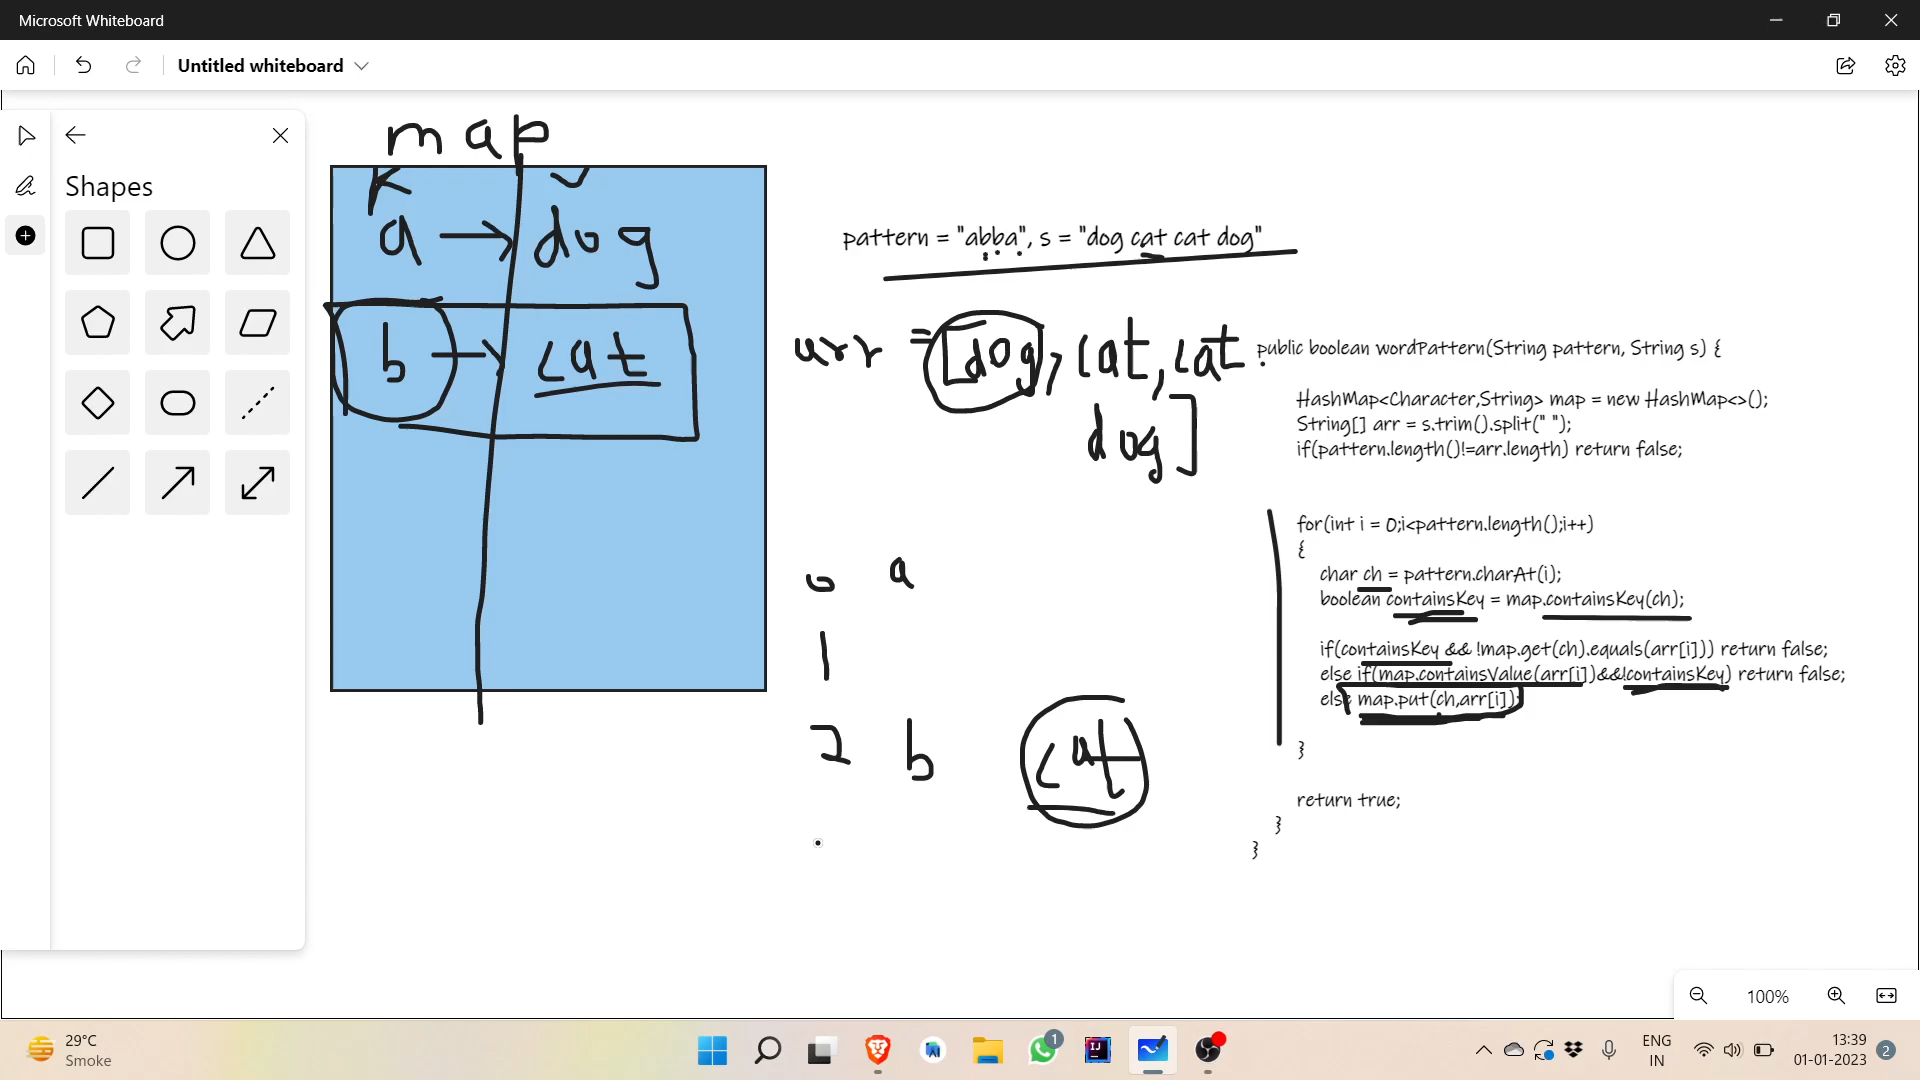 Microsoft Whiteboard
Untitled whiteboard
Shapes
map
K V
a → dog
b → cat
pattern = "abba", s = "dog cat cat dog"
arr = [dog, cat, cat,
dog]
0 a
1
2 b cat
public boolean wordPattern(String pattern, String s) {
HashMap<Character,String> map = new HashMap<>();
String[] arr = s.trim().split(" ");
if(pattern.length()!=arr.length) return false;
for(int i = 0;i<pattern.length();i++)
{
char ch = pattern.charAt(i);
boolean containsKey = map.containsKey(ch);
if(containsKey && !map.get(ch).equals(arr[i])) return false;
else if(map.containsValue(arr[i])&&!containsKey) return false;
else map.put(ch,arr[i]);
}
return true;
}
}
100%
29°C
Smoke
1
ENG
IN
13:39
01-01-2023
2